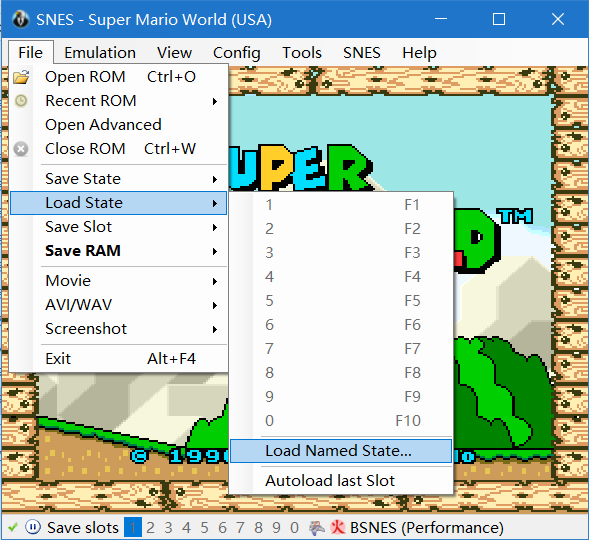 SNES - Super Mario World (USA)
File Emulation View Config Tools SNES Help
Open ROM Ctrl+O
Recent ROM
Open Advanced
Close ROM Ctrl+W
Save State
Load State
Save Slot
Save RAM
Movie
AVI/WAV
Screenshot
Exit Alt+F4
UPER
D TM
1 F1
2 F2
3 F3
4 F4
5 F5
6 F6
7 F7
8 F8
9 F9
0 F10
Load Named State...
Autoload last Slot
© 199
Save slots 1 2 3 4 5 6 7 8 9 0 火 BSNES (Performance)